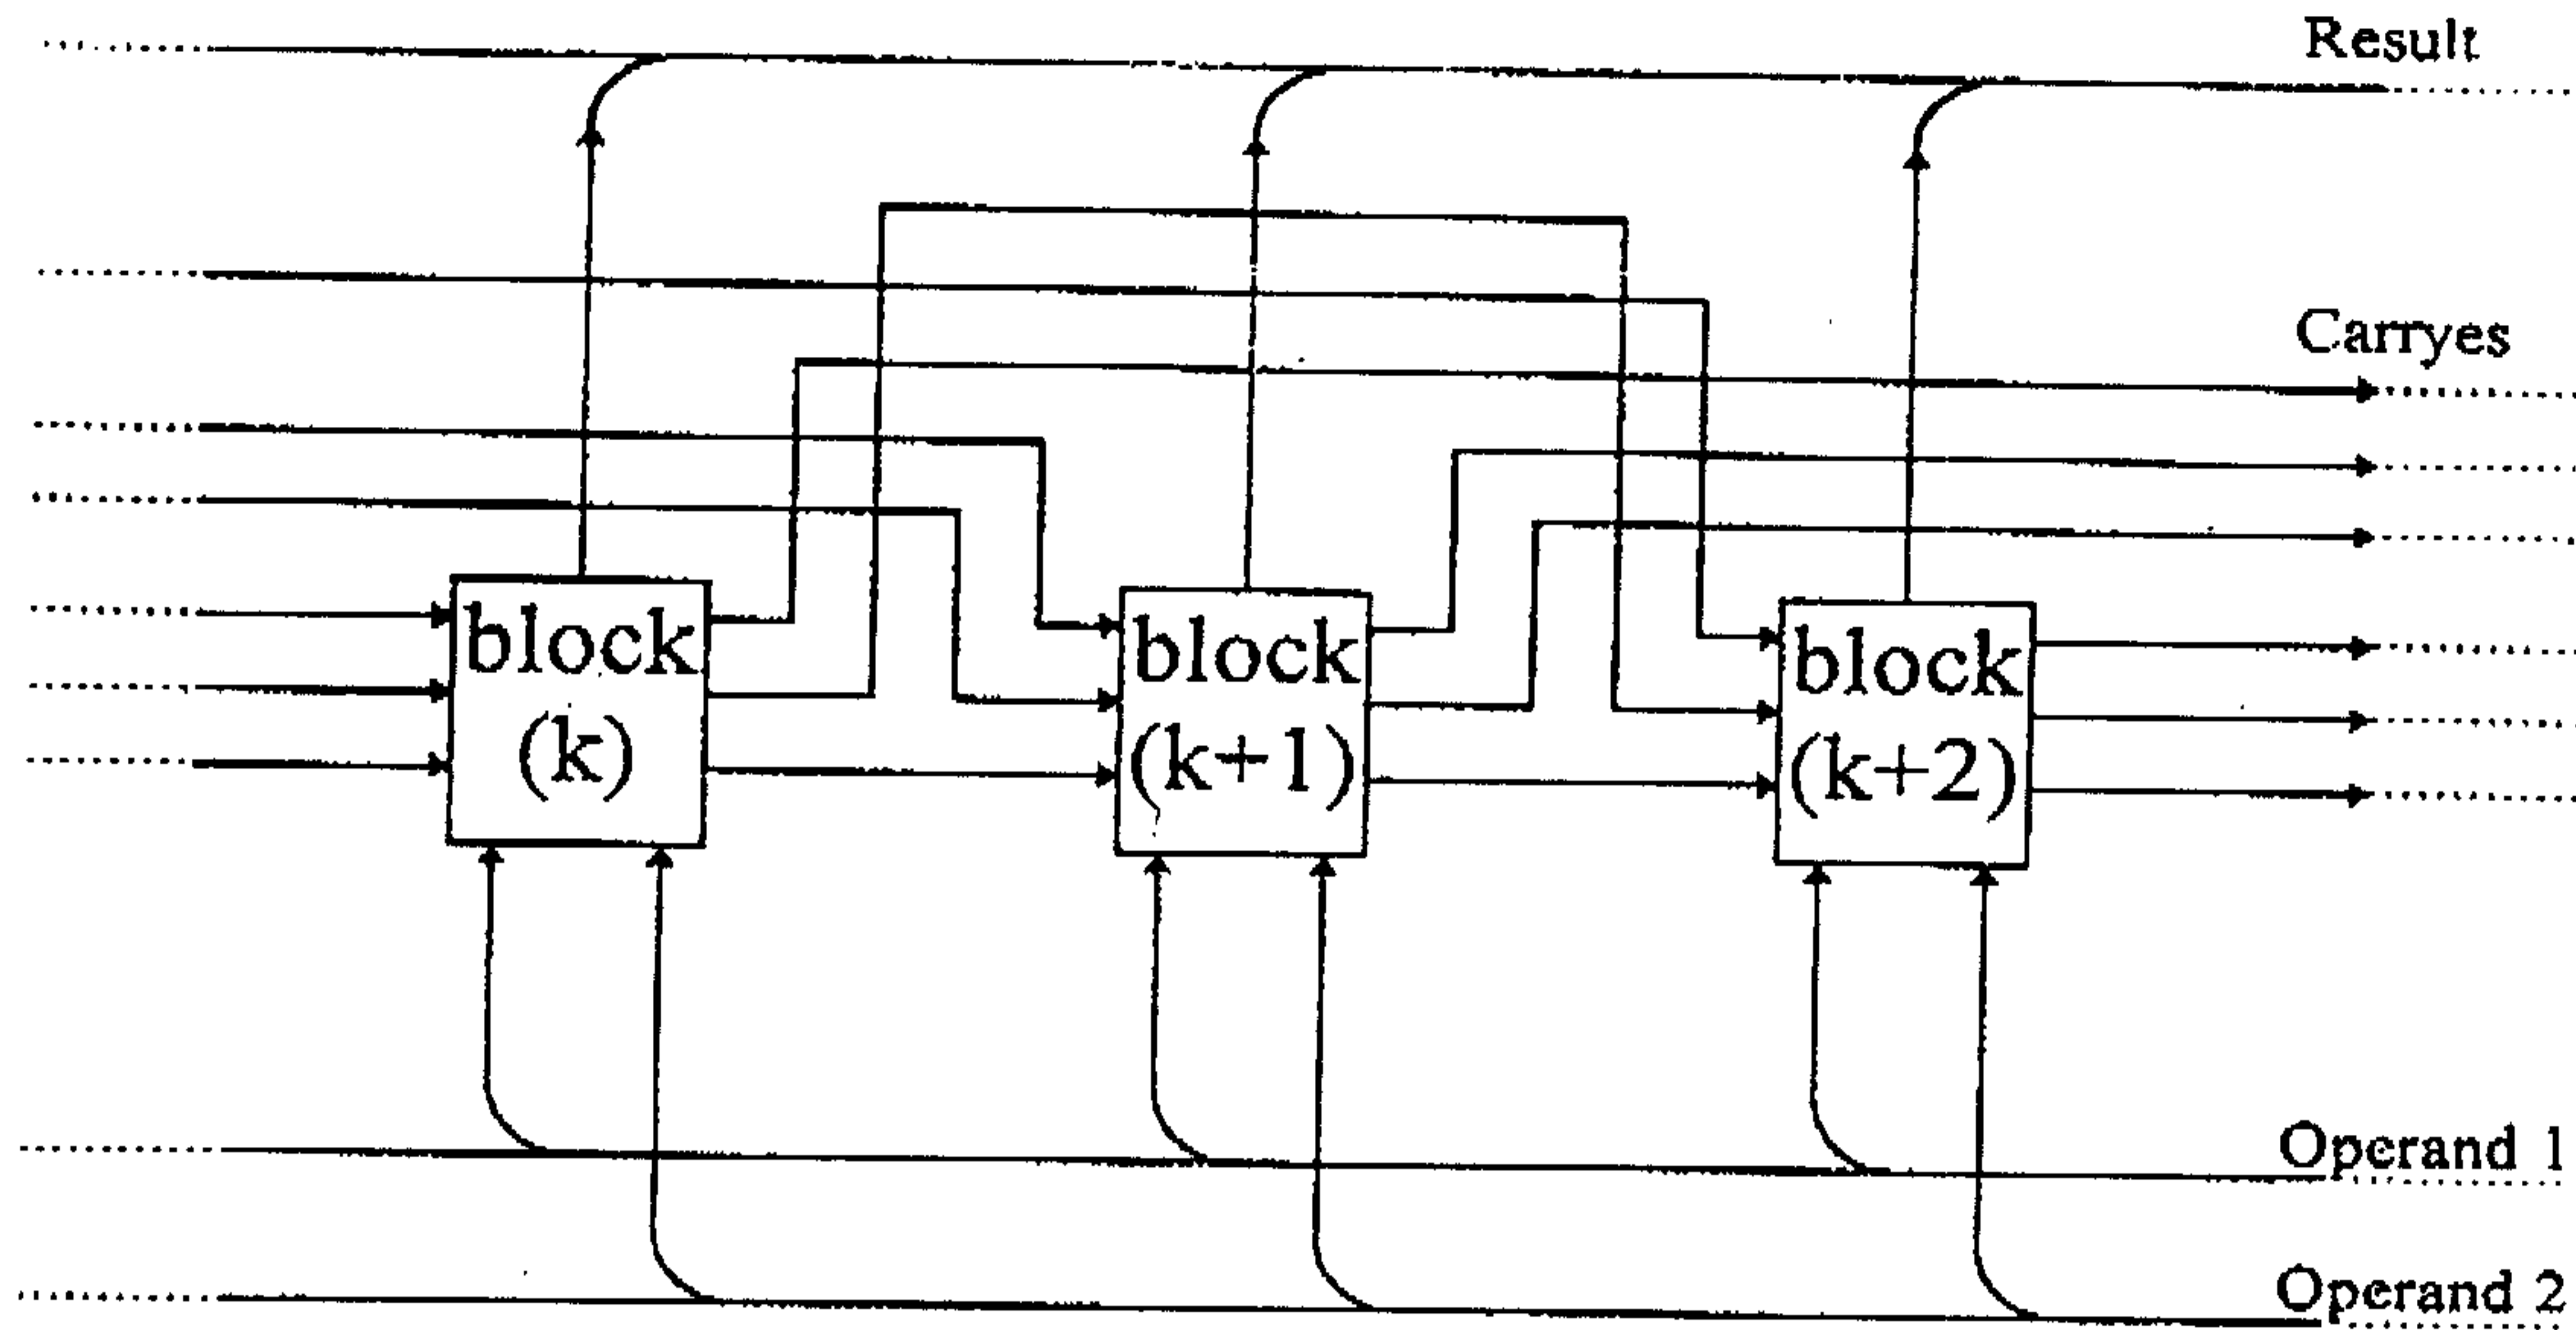 Result
Carryes
block
(k)
block
(k+1)
block
(k+2)
Operand 1
Operand 2